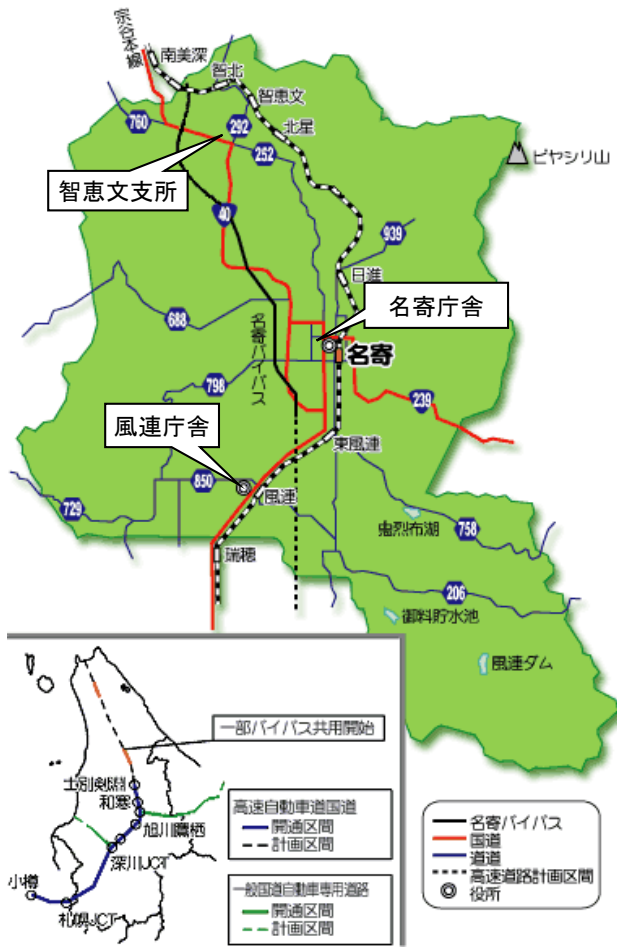 宗谷本線
南美深
智北
智恵文
北星
760
292
252
ピヤシリ山
智恵文支所
40
939
日進
名寄庁舎
688
名寄バイパス
名寄
798
239
風連庁舎
東風連
850
風連
729
忠烈布湖
758
瑞穂
206
御料貯水池
風連ダム
一部バイパス共用開始
士別剣淵
和寒
旭川鷹栖
深川JCT
小樽
札幌JCT
高速自動車道国道
開通区間
計画区間
一般国道自動車専用道路
開通区間
計画区間
名寄バイパス
国道
道道
高速道路計画区間
役所